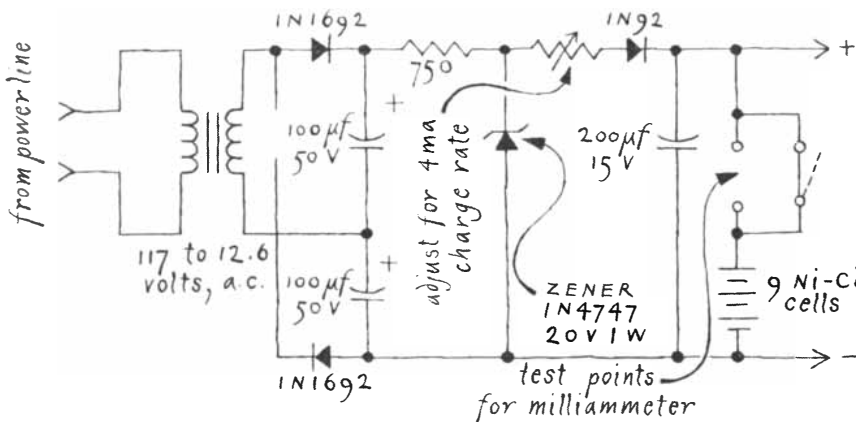 1N1692
1N92
+
from power line
750
+
100µf
50V
adjust for 4ma
charge rate
200µf
15V
117 to 12.6
volts, a.c.
+
100µf
50V
ZENER
1N4747
20V 1W
9 Ni-C
cells
1N1692
−
test points
for milliammeter